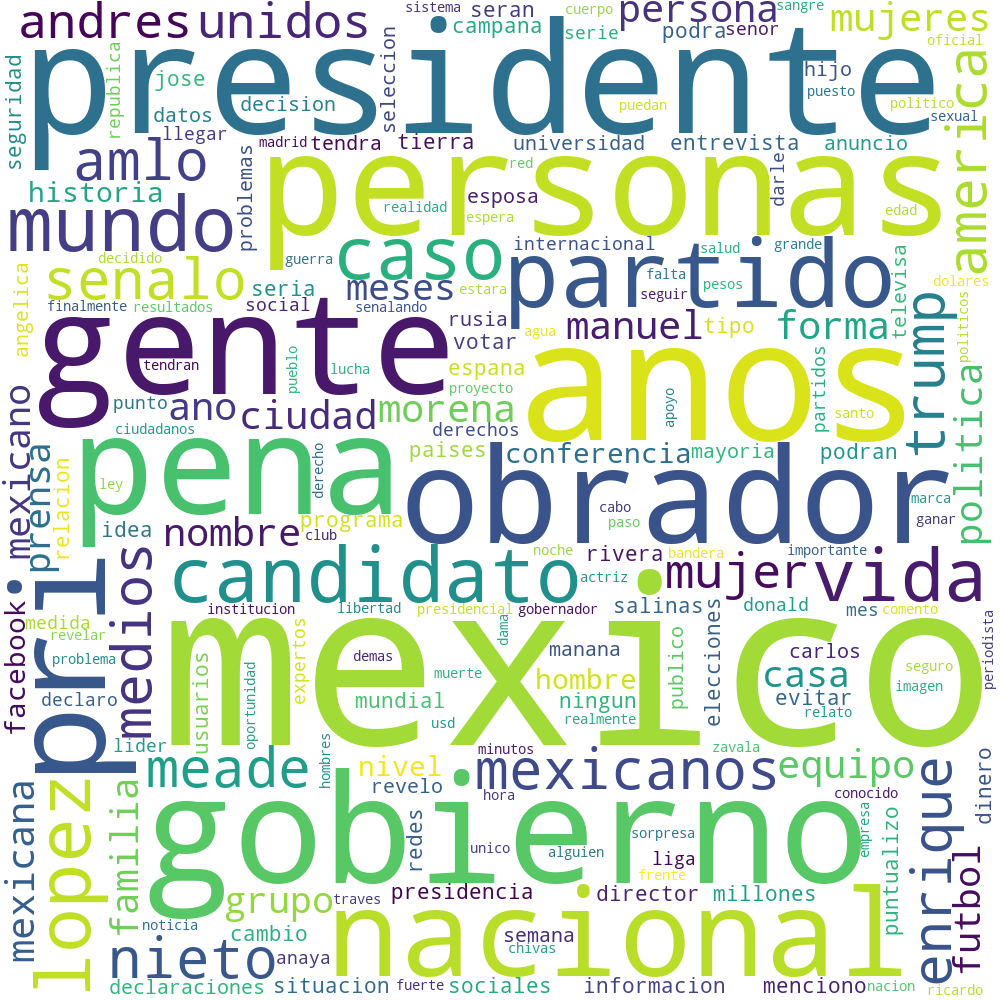 andres
unidos
sistema
seran
cuerpo
persona
sangre
mujeres
campana
serie
podra
senor
oficial
presidente
seguridad
republica
jose
datos
decision
seleccion
hijo
puesto
puedan
politico
sexual
america
llegar
madrid
tendra
tierra
universidad
entrevista
anuncio
amlo
problemas
personas
red
darle
historia
esposa
realidad
espera
edad
mundo
decidido
guerra
caso
internacional
salud
grande
partido
senalo
seria
meses
estara
falta
seguir
pesos
televisa
dolares
angelica
finalmente
resultados
social
senalando
rusia
agua
manuel
tipo
forma
trump
politicos
gente
votar
anos
tendran
pueblo
lucha
espana
proyecto
apoyo
partidos
santo
politica
punto
ano
ciudad
morena
derechos
ciudadanos
mexicano
prensa
relacion
pena
paises
conferencia
mayoria
podran
ley
derecho
obrador
marca
cabo
paso
ganar
idea
nombre
programa
club
noche
rivera
bandera
importante
pri
medios
candidato
actriz
mujer
vida
facebook
medida
revelar
problema
declaro
institucion
libertad
presidencial
gobernador
salinas
donald
mes
comento
periodista
mexico
usuarios
expertos
demas
muerte
damas
manana
hombre
ningun
realmente
publico
elecciones
carlos
casa
evitar
relato
seguro
imagen
oportunidad
mundial
usd
lider
meade
hombres
nivel
revelo
minutos
mexicanos
zavala
equipo
hora
conocido
dinero
mexicana
lopez
familia
gobierno
redes
unico
alguien
sorpresa
liga
frente
empresa
puntualizo
enrique
futbol
grupo
traves
presidencia
director
millones
noticia
cambio
nieto
anaya
nacional
semana
chivas
declaraciones
situacion
fuerte
sociales
informacion
menciono
nacion
ricardo